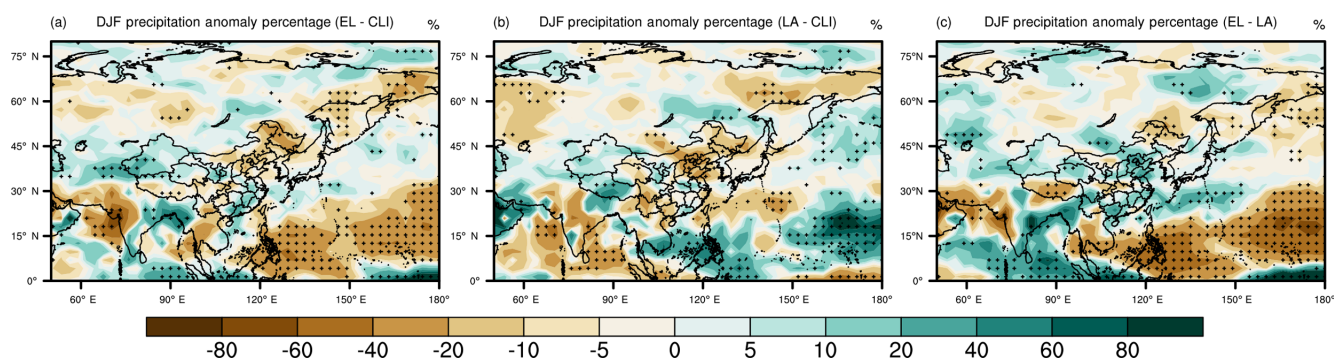 (a) DJF precipitation anomaly percentage (EL - CLI) %
75° N
60° N
45° N
30° N
15° N
0°
60° E 90° E 120° E 150° E 180°
(b) DJF precipitation anomaly percentage (LA - CLI) %
75° N
60° N
45° N
30° N
15° N
0°
60° E 90° E 120° E 150° E 180°
(c) DJF precipitation anomaly percentage (EL - LA) %
75° N
60° N
45° N
30° N
15° N
0°
60° E 90° E 120° E 150° E 180°
-80 -60 -40 -20 -10 -5 0 5 10 20 40 60 80